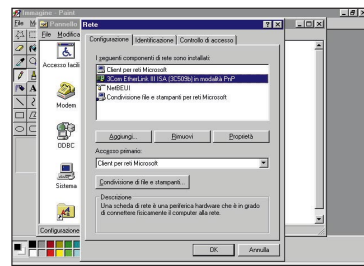 Immagine - Paint
File
Pannello
File Modifica
Accesso facili
Modem
ODBC
Sistema
Configurazione
Rete
Configurazione Identificazione Controllo di accesso
I seguenti componenti di rete sono installati:
Client per reti Microsoft
3Com EtherLink III ISA (3C509b) in modalità PnP
NetBEUI
Condivisione file e stampanti per reti Microsoft
Aggiungi... Rimuovi Proprietà
Accesso primario:
Client per reti Microsoft
Condivisione di file e stampanti...
Descrizione
Una scheda di rete è una periferica hardware che è in grado
di connettere fisicamente il computer alla rete.
OK Annulla